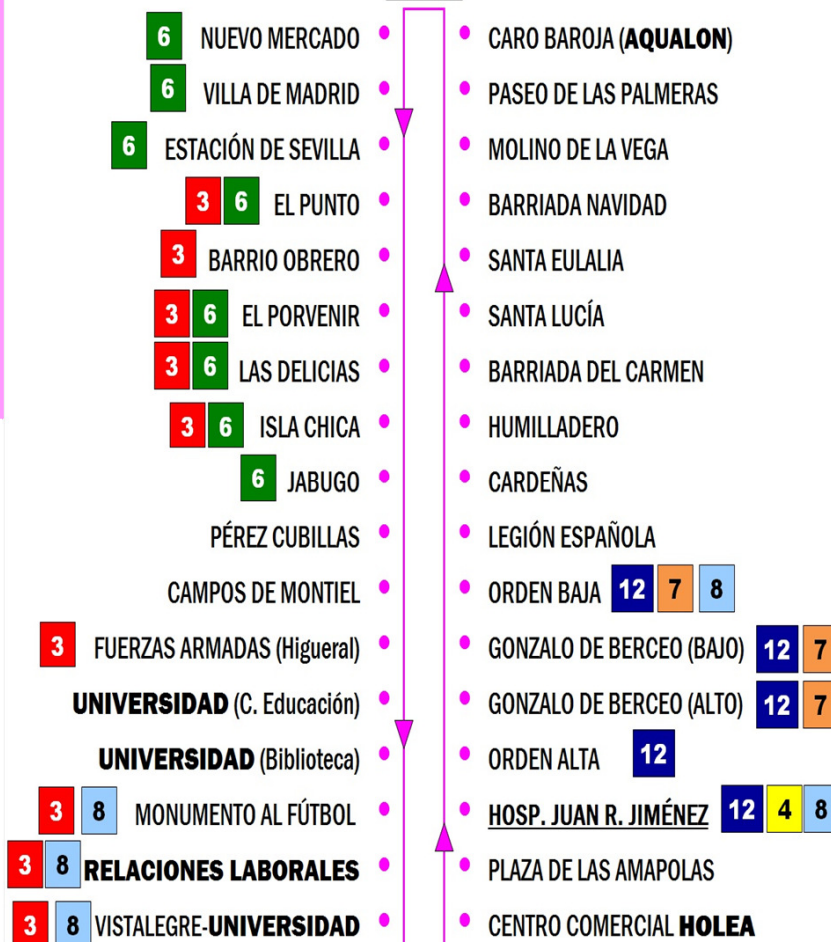 6 NUEVO MERCADO
6 VILLA DE MADRID
6 ESTACIÓN DE SEVILLA
3 6 EL PUNTO
3 BARRIO OBRERO
3 6 EL PORVENIR
3 6 LAS DELICIAS
3 6 ISLA CHICA
6 JABUGO
PÉREZ CUBILLAS
CAMPOS DE MONTIEL
3 FUERZAS ARMADAS (Higueral)
UNIVERSIDAD (C. Educación)
UNIVERSIDAD (Biblioteca)
3 8 MONUMENTO AL FÚTBOL
3 8 RELACIONES LABORALES
3 8 VISTALEGRE-UNIVERSIDAD
CARO BAROJA (AQUALON)
PASEO DE LAS PALMERAS
MOLINO DE LA VEGA
BARRIADA NAVIDAD
SANTA EULALIA
SANTA LUCÍA
BARRIADA DEL CARMEN
HUMILLADERO
CARDEÑAS
LEGIÓN ESPAÑOLA
ORDEN BAJA 12 7 8
GONZALO DE BERCEO (BAJO) 12 7
GONZALO DE BERCEO (ALTO) 12 7
ORDEN ALTA 12
HOSP. JUAN R. JIMÉNEZ 12 4 8
PLAZA DE LAS AMAPOLAS
CENTRO COMERCIAL HOLEA